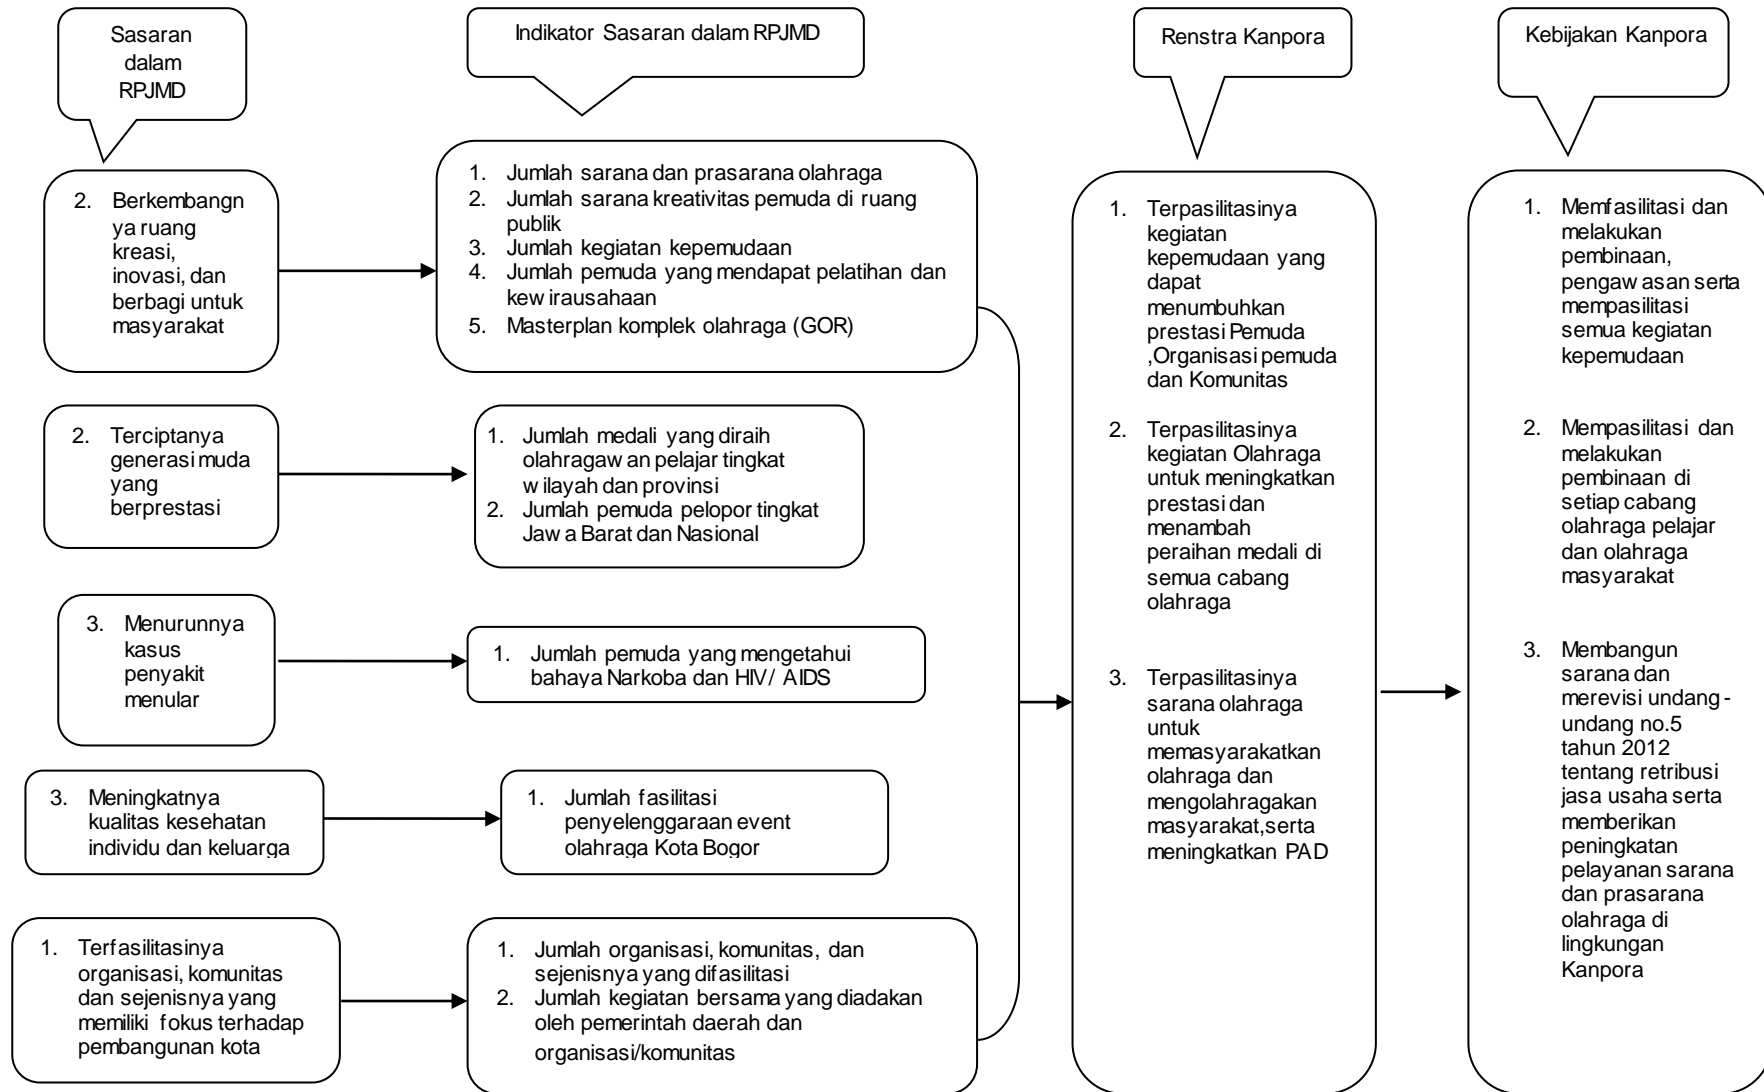 Sasaran
dalam
RPJMD
Indikator Sasaran dalam RPJMD
Renstra Kanpora
Kebijakan Kanpora
2. Berkembangn
ya ruang
kreasi,
inovasi, dan
berbagi untuk
masyarakat
1. Jumlah sarana dan prasarana olahraga
2. Jumlah sarana kreativitas pemuda di ruang
publik
3. Jumlah kegiatan kepemudaan
4. Jumlah pemuda yang mendapat pelatihan dan
kewirausahaan
5. Masterplan komplek olahraga (GOR)
2. Terciptanya
generasi muda
yang
berprestasi
1. Jumlah medali yang diraih
olahragawan pelajar tingkat
wilayah dan provinsi
2. Jumlah pemuda pelopor tingkat
Jawa Barat dan Nasional
3. Menurunnya
kasus
penyakit
menular
1. Jumlah pemuda yang mengetahui
bahaya Narkoba dan HIV/ AIDS
3. Meningkatnya
kualitas kesehatan
individu dan keluarga
1. Jumlah fasilitasi
penyelenggaraan event
olahraga Kota Bogor
1. Terfasilitasinya
organisasi, komunitas
dan sejenisnya yang
memiliki fokus terhadap
pembangunan kota
1. Jumlah organisasi, komunitas, dan
sejenisnya yang difasilitasi
2. Jumlah kegiatan bersama yang diadakan
oleh pemerintah daerah dan
organisasi/komunitas
1. Terpasilitasinya
kegiatan
kepemudaan yang
dapat
menumbuhkan
prestasi Pemuda
,Organisasi pemuda
dan Komunitas
2. Terpasilitasinya
kegiatan Olahraga
untuk meningkatkan
prestasi dan
menambah
peraihan medali di
semua cabang
olahraga
3. Terpasilitasinya
sarana olahraga
untuk
memasyarakatkan
olahraga dan
mengolahragakan
masyarakat,serta
meningkatkan PAD
1. Memfasilitasi dan
melakukan
pembinaan,
pengawasan serta
mempasilitasi
semua kegiatan
kepemudaan
2. Mempasilitasi dan
melakukan
pembinaan di
setiap cabang
olahraga pelajar
dan olahraga
masyarakat
3. Membangun
sarana dan
merevisi undang-
undang no.5
tahun 2012
tentang retribusi
jasa usaha serta
memberikan
peningkatan
pelayanan sarana
dan prasarana
olahraga di
lingkungan
Kanpora